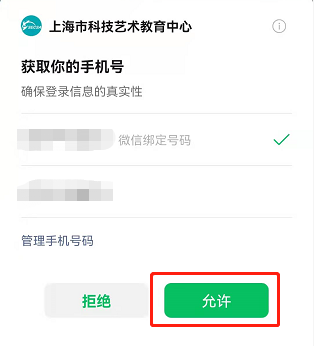 上海市科技艺术教育中心
获取你的手机号
确保登录信息的真实性
微信绑定号码
管理手机号码
拒绝 允许